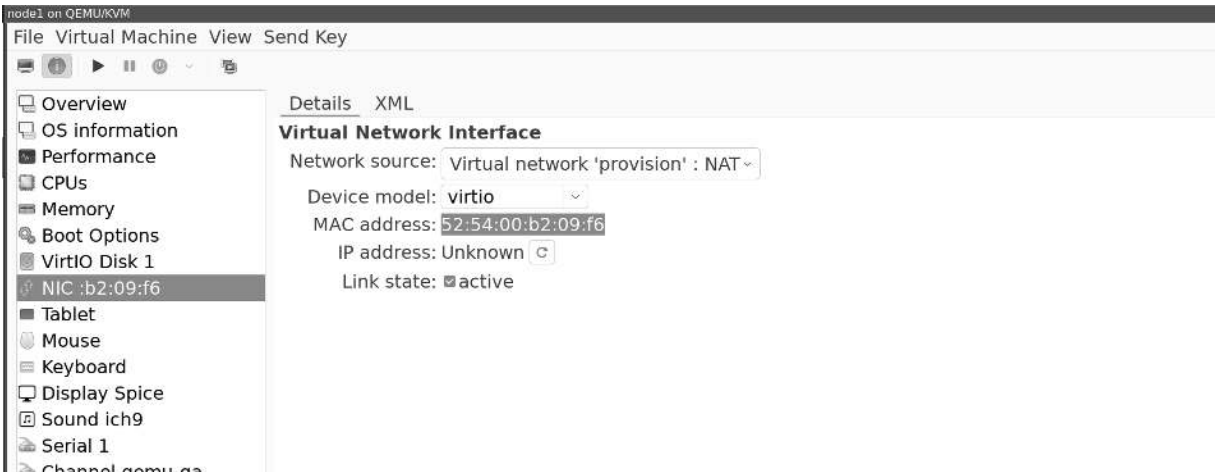 node1 on QEMU/KVM
File Virtual Machine View Send Key
Overview
OS information
Performance
CPUs
Memory
Boot Options
VirtIO Disk 1
NIC :b2:09:f6
Tablet
Mouse
Keyboard
Display Spice
Sound ich9
Serial 1
Channel qemu-ga
Details XML
Virtual Network Interface
Network source: Virtual network 'provision' : NAT
Device model: virtio
MAC address: 52:54:00:b2:09:f6
IP address: Unknown
Link state: active